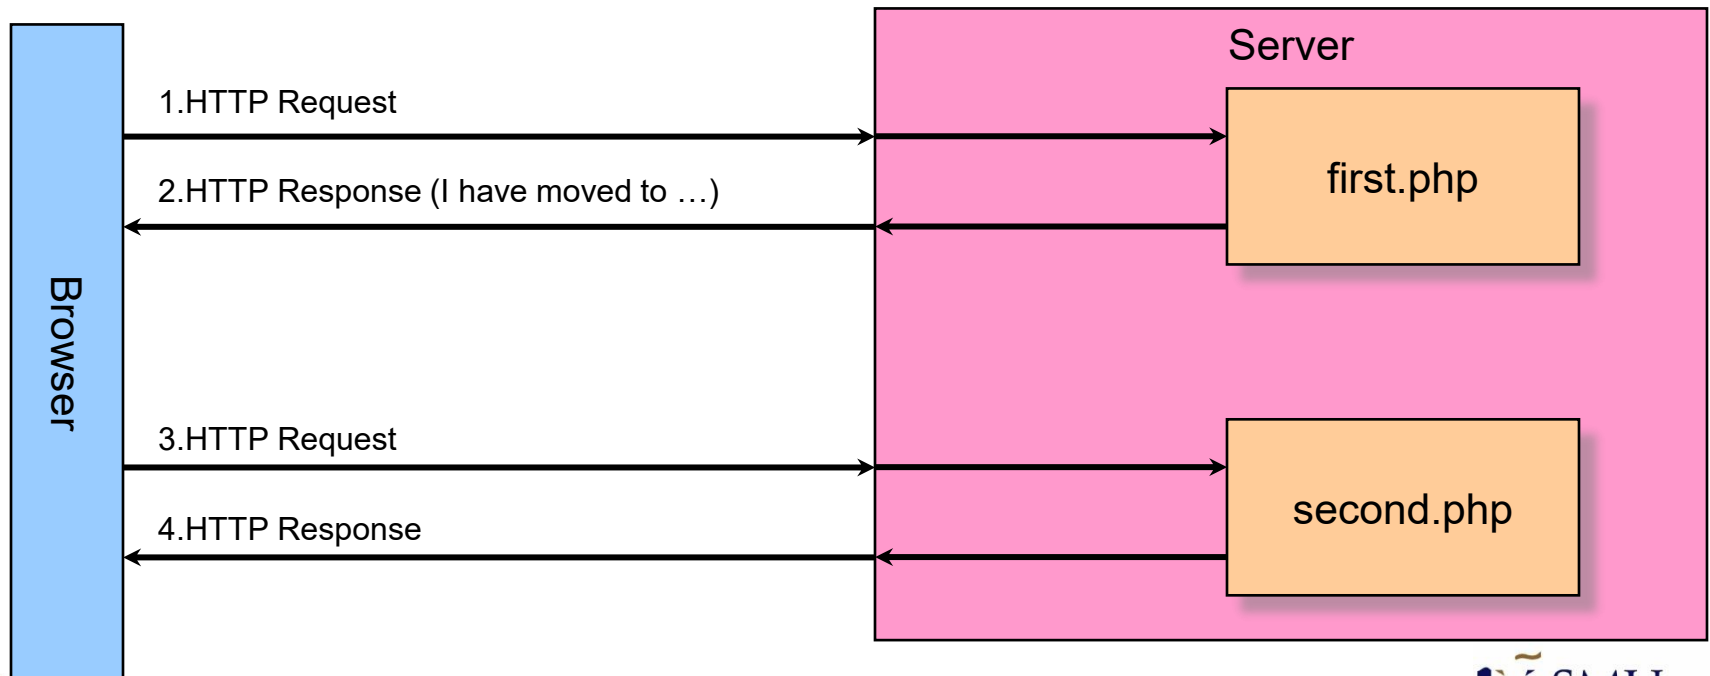 Server
1.HTTP Request
2.HTTP Response (I have moved to …)
first.php
Browser
3.HTTP Request
4.HTTP Response
second.php